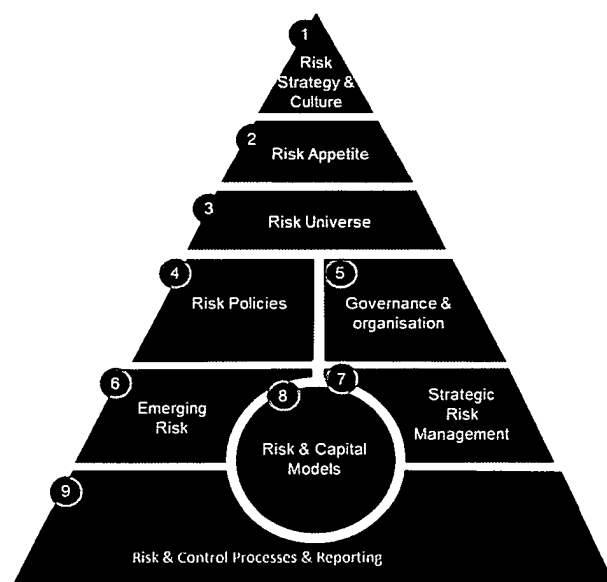 1
Risk
Strategy &
Culture
2
Risk Appetite
3
Risk Universe
4
Risk Policies
5
Governance &
organisation
6
Emerging
Risk
7
Strategic
Risk
Management
8
Risk & Capital
Models
9
Risk & Control Processes & Reporting